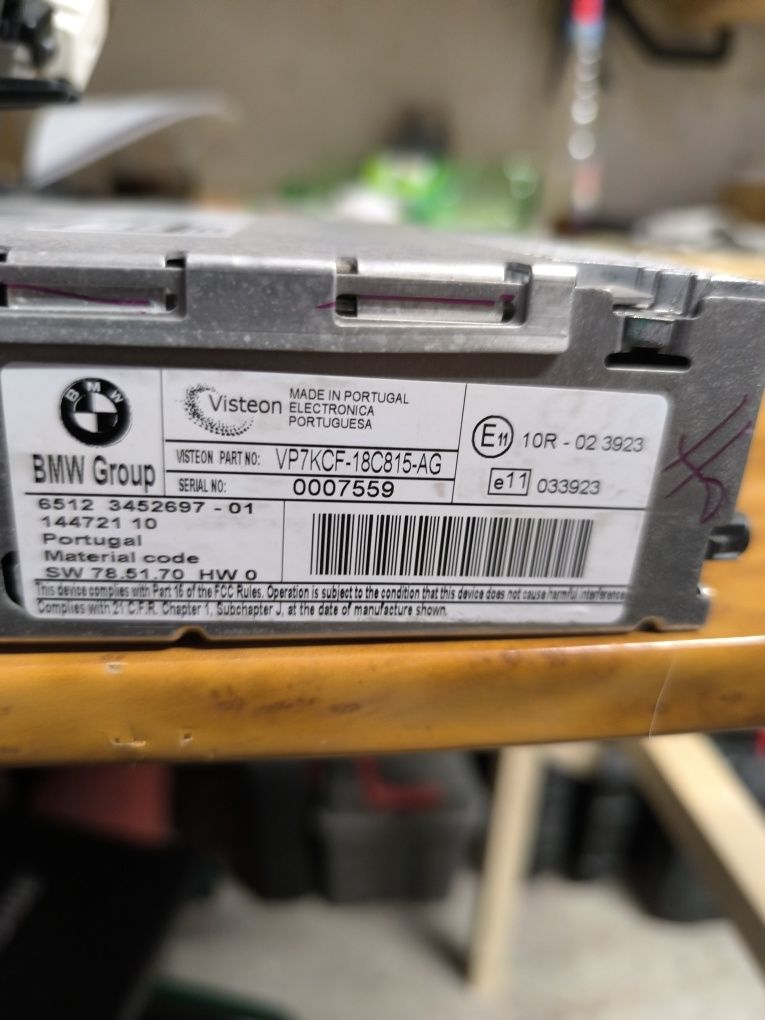 BMW
BMW Group
Visteon
MADE IN PORTUGAL
ELECTRONICA
PORTUGUESA
VISTEON PART NO: VP7KCF-18C815-AG
SERIAL NO: 0007559
E11 10R - 02 3923
e11 033923
6512 3452697 - 01
144721 10
Portugal
Material code
SW 78.51.70 HW 0
This device complies with Part 16 of the FCC Rules. Operation is subject to the condition that this device does not cause harmful interference
Complies with 21 C.F.R. Chapter 1, Subchapter J, at the date of manufacture shown.